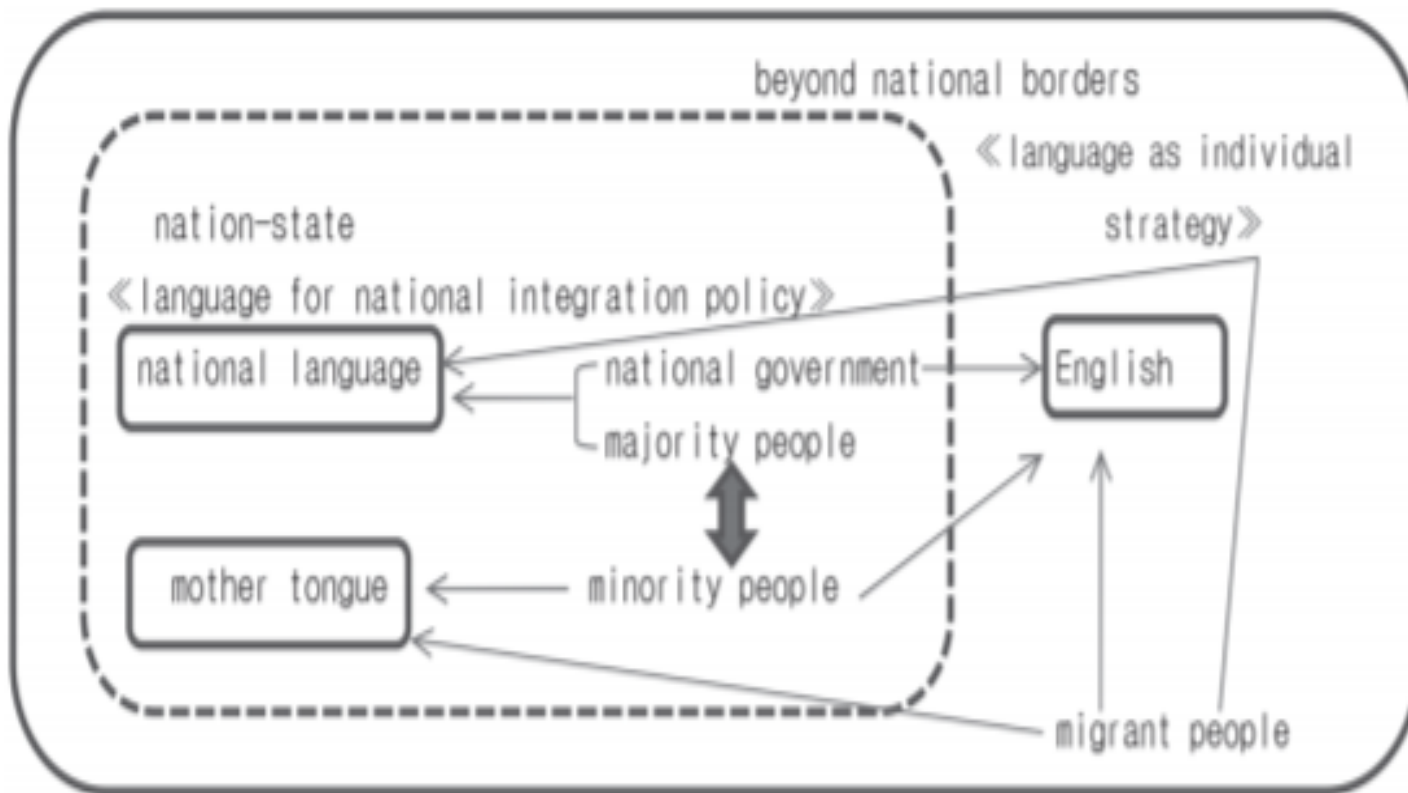 beyond national borders
《language as individual
strategy》
nation-state
《language for national integration policy》
national language
national government
English
majority people
mother tongue
minority people
migrant people